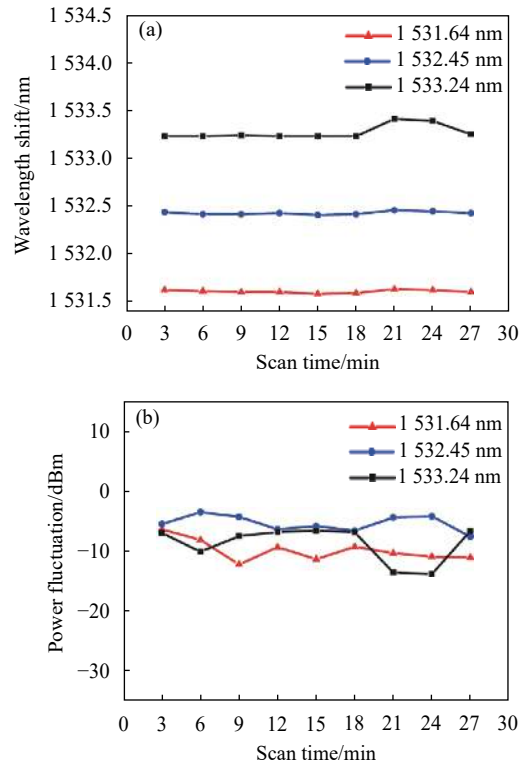 (a)
1 531.64 nm
1 532.45 nm
1 533.24 nm
1 534.5
1 534.0
1 533.5
1 533.0
1 532.5
1 532.0
1 531.5
Wavelength shift/nm
0 3 6 9 12 15 18 21 24 27 30
Scan time/min
(b)
1 531.64 nm
1 532.45 nm
1 533.24 nm
10
0
−10
−20
−30
Power fluctuation/dBm
0 3 6 9 12 15 18 21 24 27 30
Scan time/min